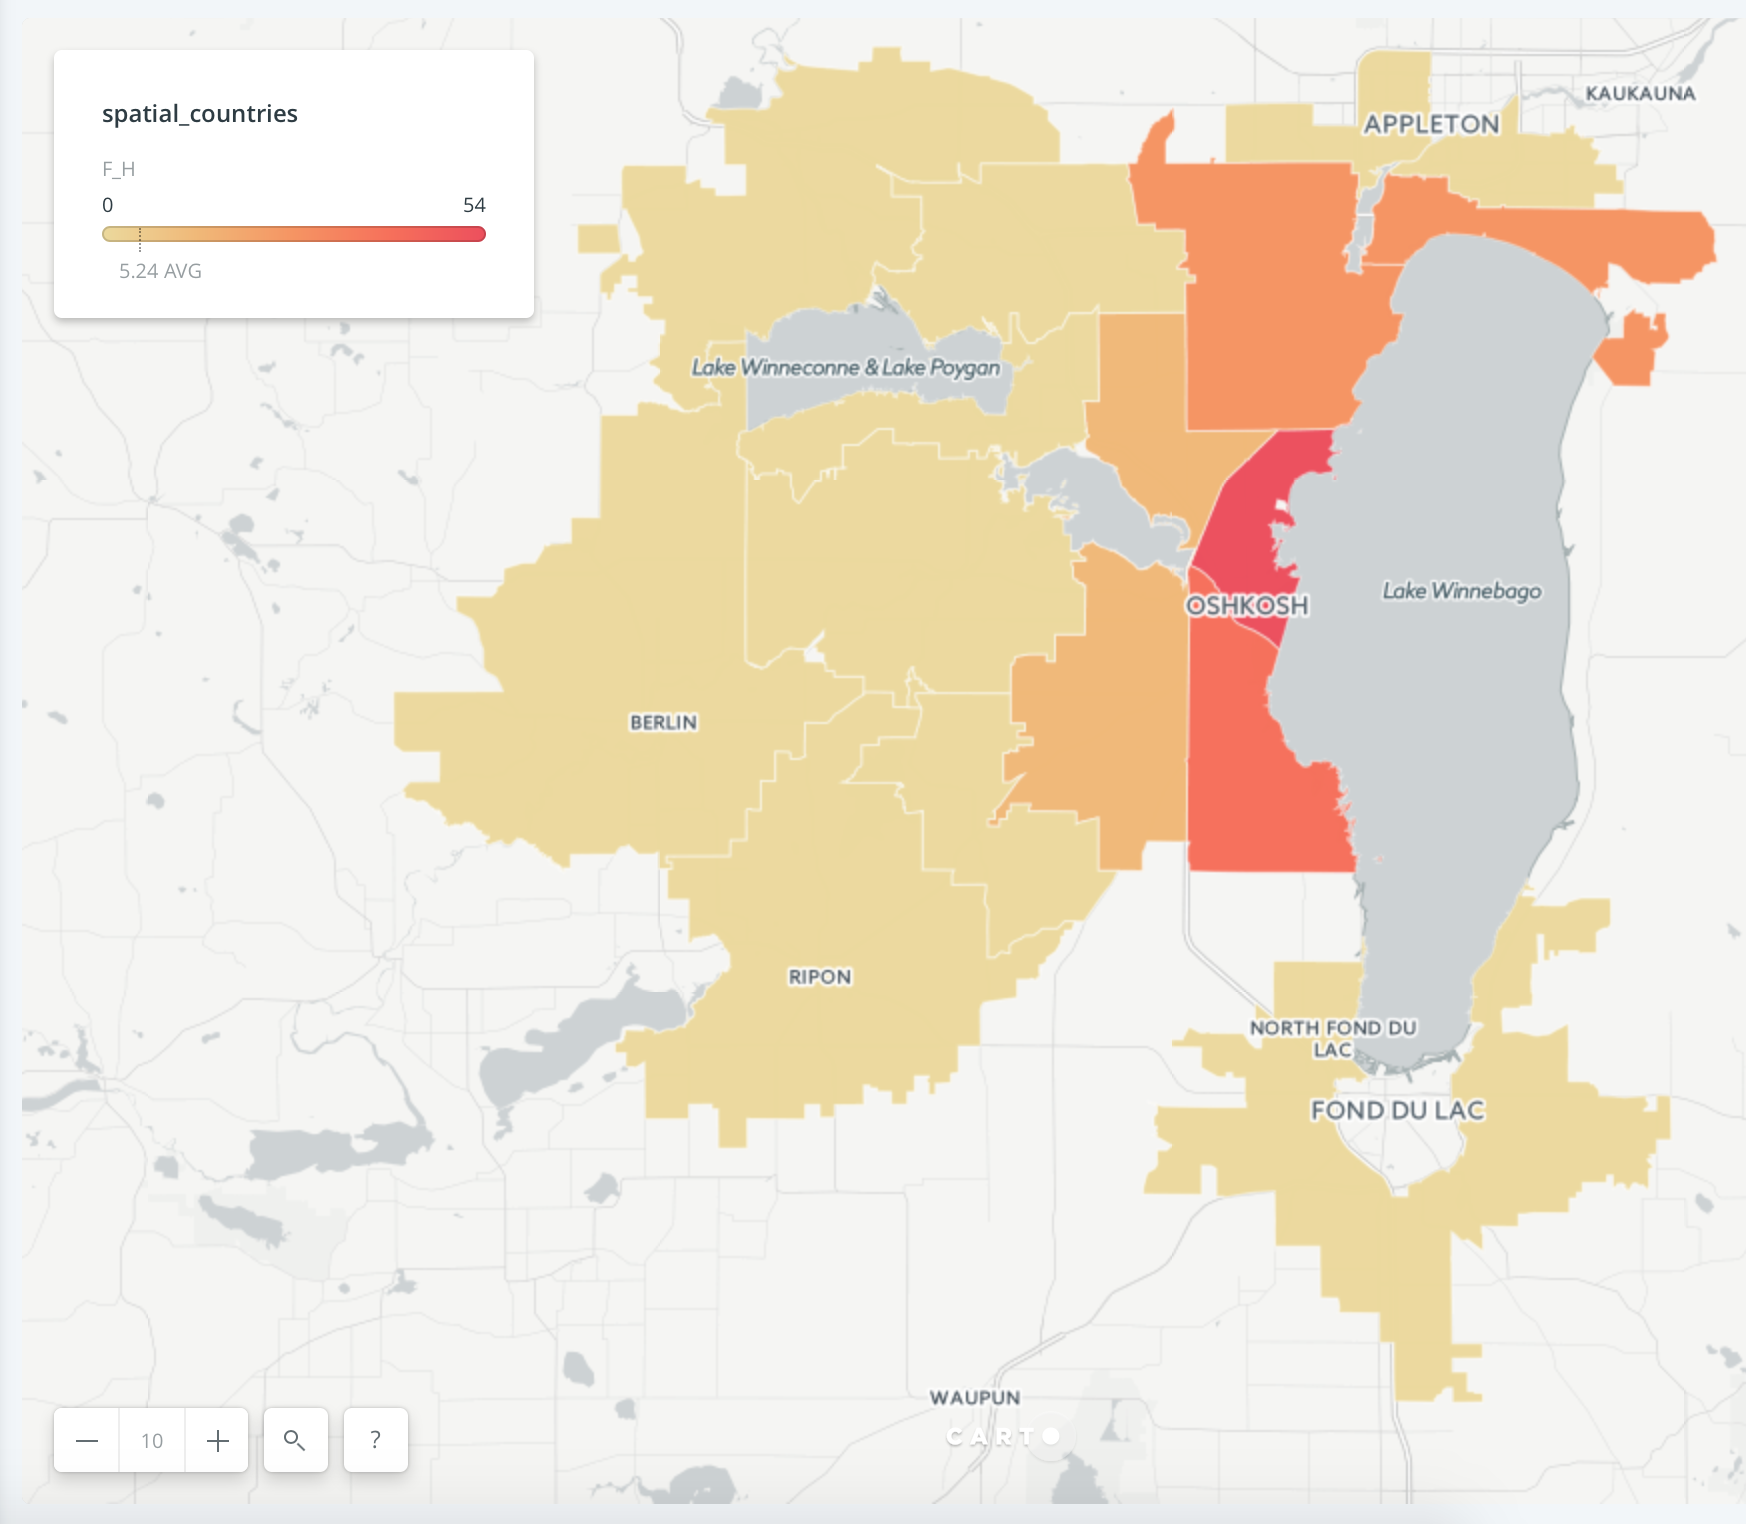 spatial_countries
F_H
0 54
5.24 AVG
KAUKAUNA
APPLETON
Lake Winneconne & Lake Poygan
Lake Winnebago
OSHKOSH
BERLIN
RIPON
NORTH FOND DU
LAC
FOND DU LAC
WAUPUN
CARTO
10
?